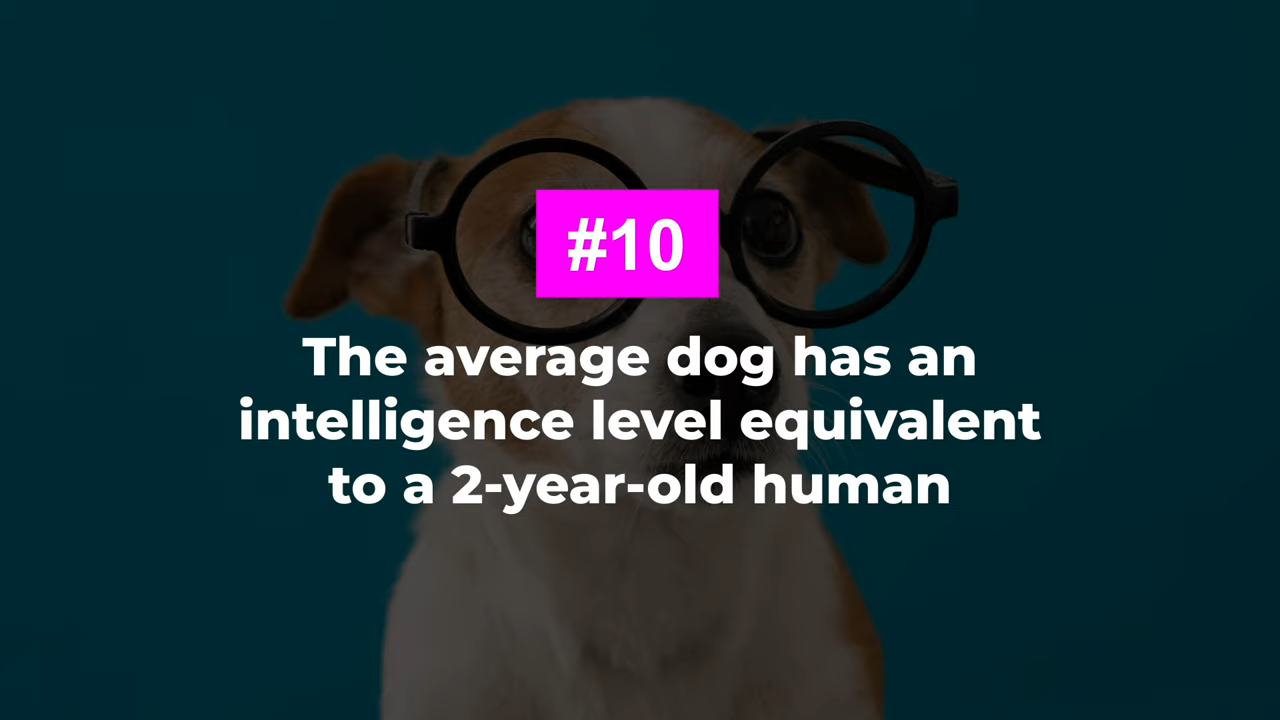 #10
The average dog has an
intelligence level equivalent
to a 2-year-old human